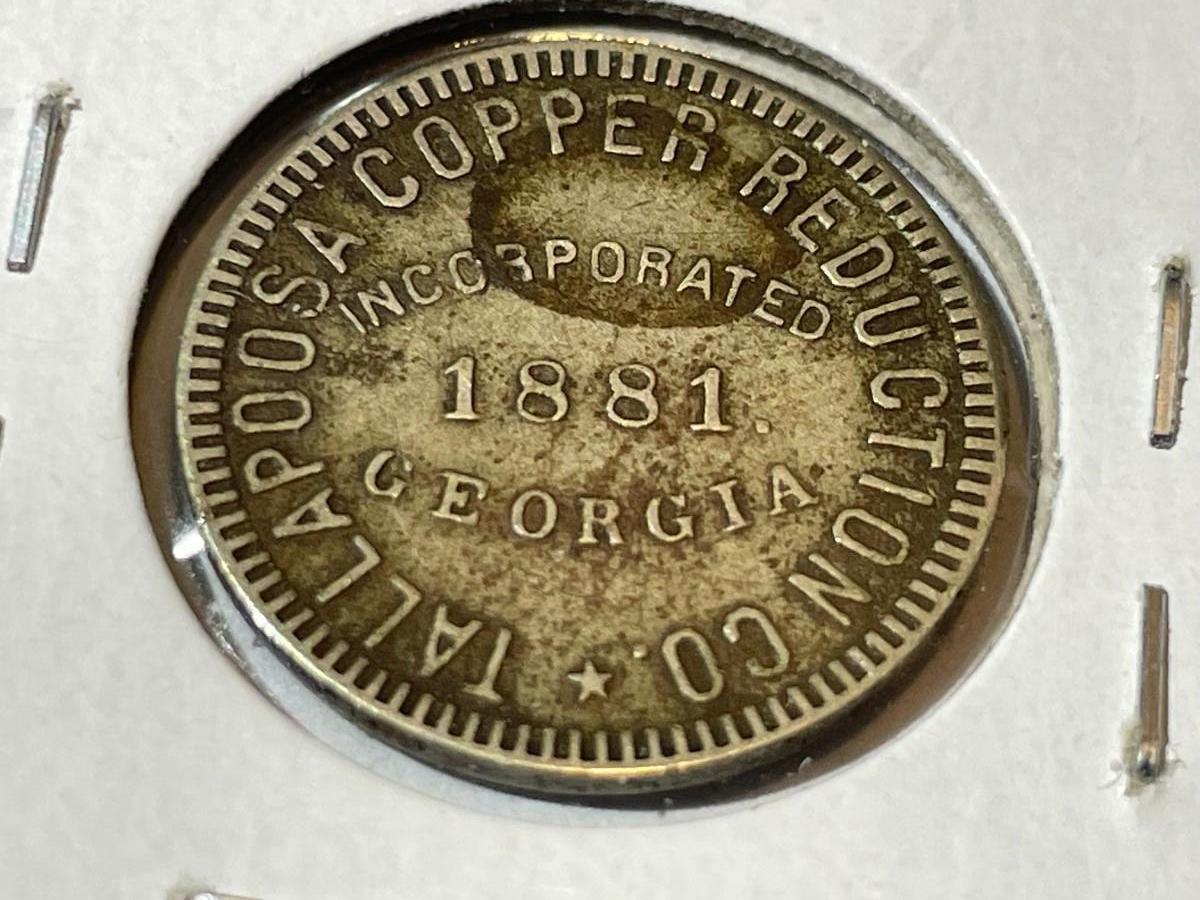 TALLAPOOSA COPPER REDUCTION CO.
INCORPORATED
1881.
GEORGIA